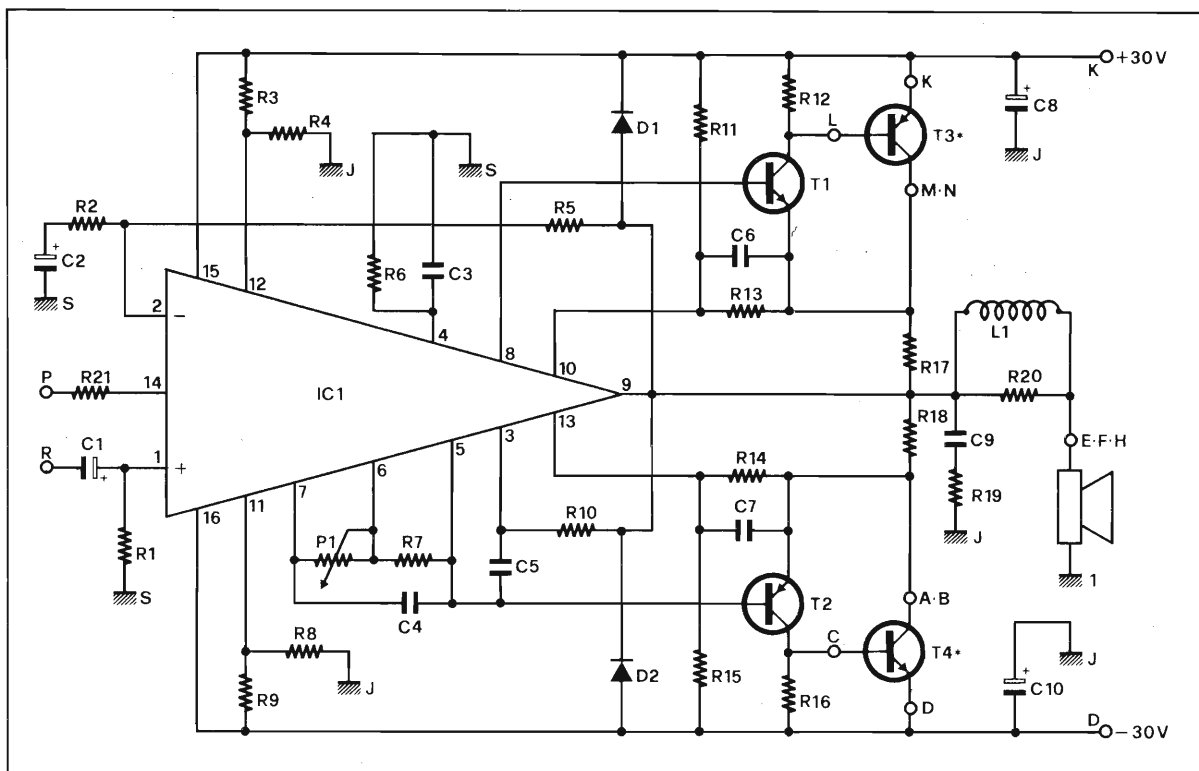 K +30V
R3
R4
J
S
D1
R11
R12
L
K
T3*
C8
J
T1
M·N
R2
R5
C2
S
R6
C3
C6
15
12
2
−
4
R13
8
10
L1
R17
P
R21
14
IC1
9
R20
R
C1
1
+
13
R18
3
5
6
7
11
16
E·F·H
C9
R19
J
R14
C7
R10
P1
R7
C5
R1
S
C4
T2
1
A·B
R8
J
R9
D2
R15
C
R16
T4*
D
C10
J
D −30V